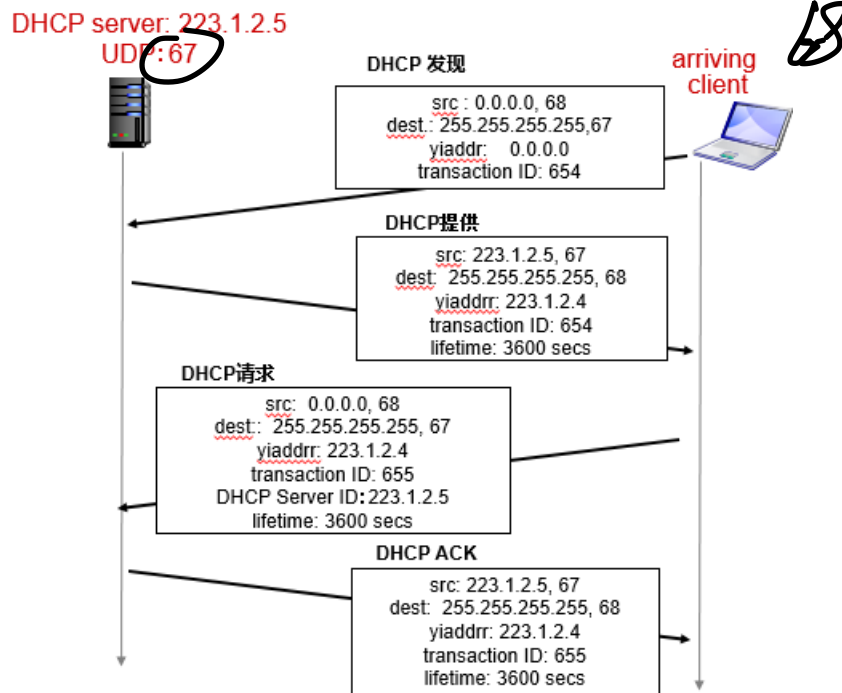 DHCP server: 223.1.2.5
UDP:67
68
arriving
client
DHCP 发现
src : 0.0.0.0, 68
dest.: 255.255.255.255,67
yiaddr: 0.0.0.0
transaction ID: 654
DHCP提供
src: 223.1.2.5, 67
dest: 255.255.255.255, 68
yiaddrr: 223.1.2.4
transaction ID: 654
lifetime: 3600 secs
DHCP请求
src: 0.0.0.0, 68
dest:: 255.255.255.255, 67
yiaddrr: 223.1.2.4
transaction ID: 655
DHCP Server ID:223.1.2.5
lifetime: 3600 secs
DHCP ACK
src: 223.1.2.5, 67
dest: 255.255.255.255, 68
yiaddrr: 223.1.2.4
transaction ID: 655
lifetime: 3600 secs